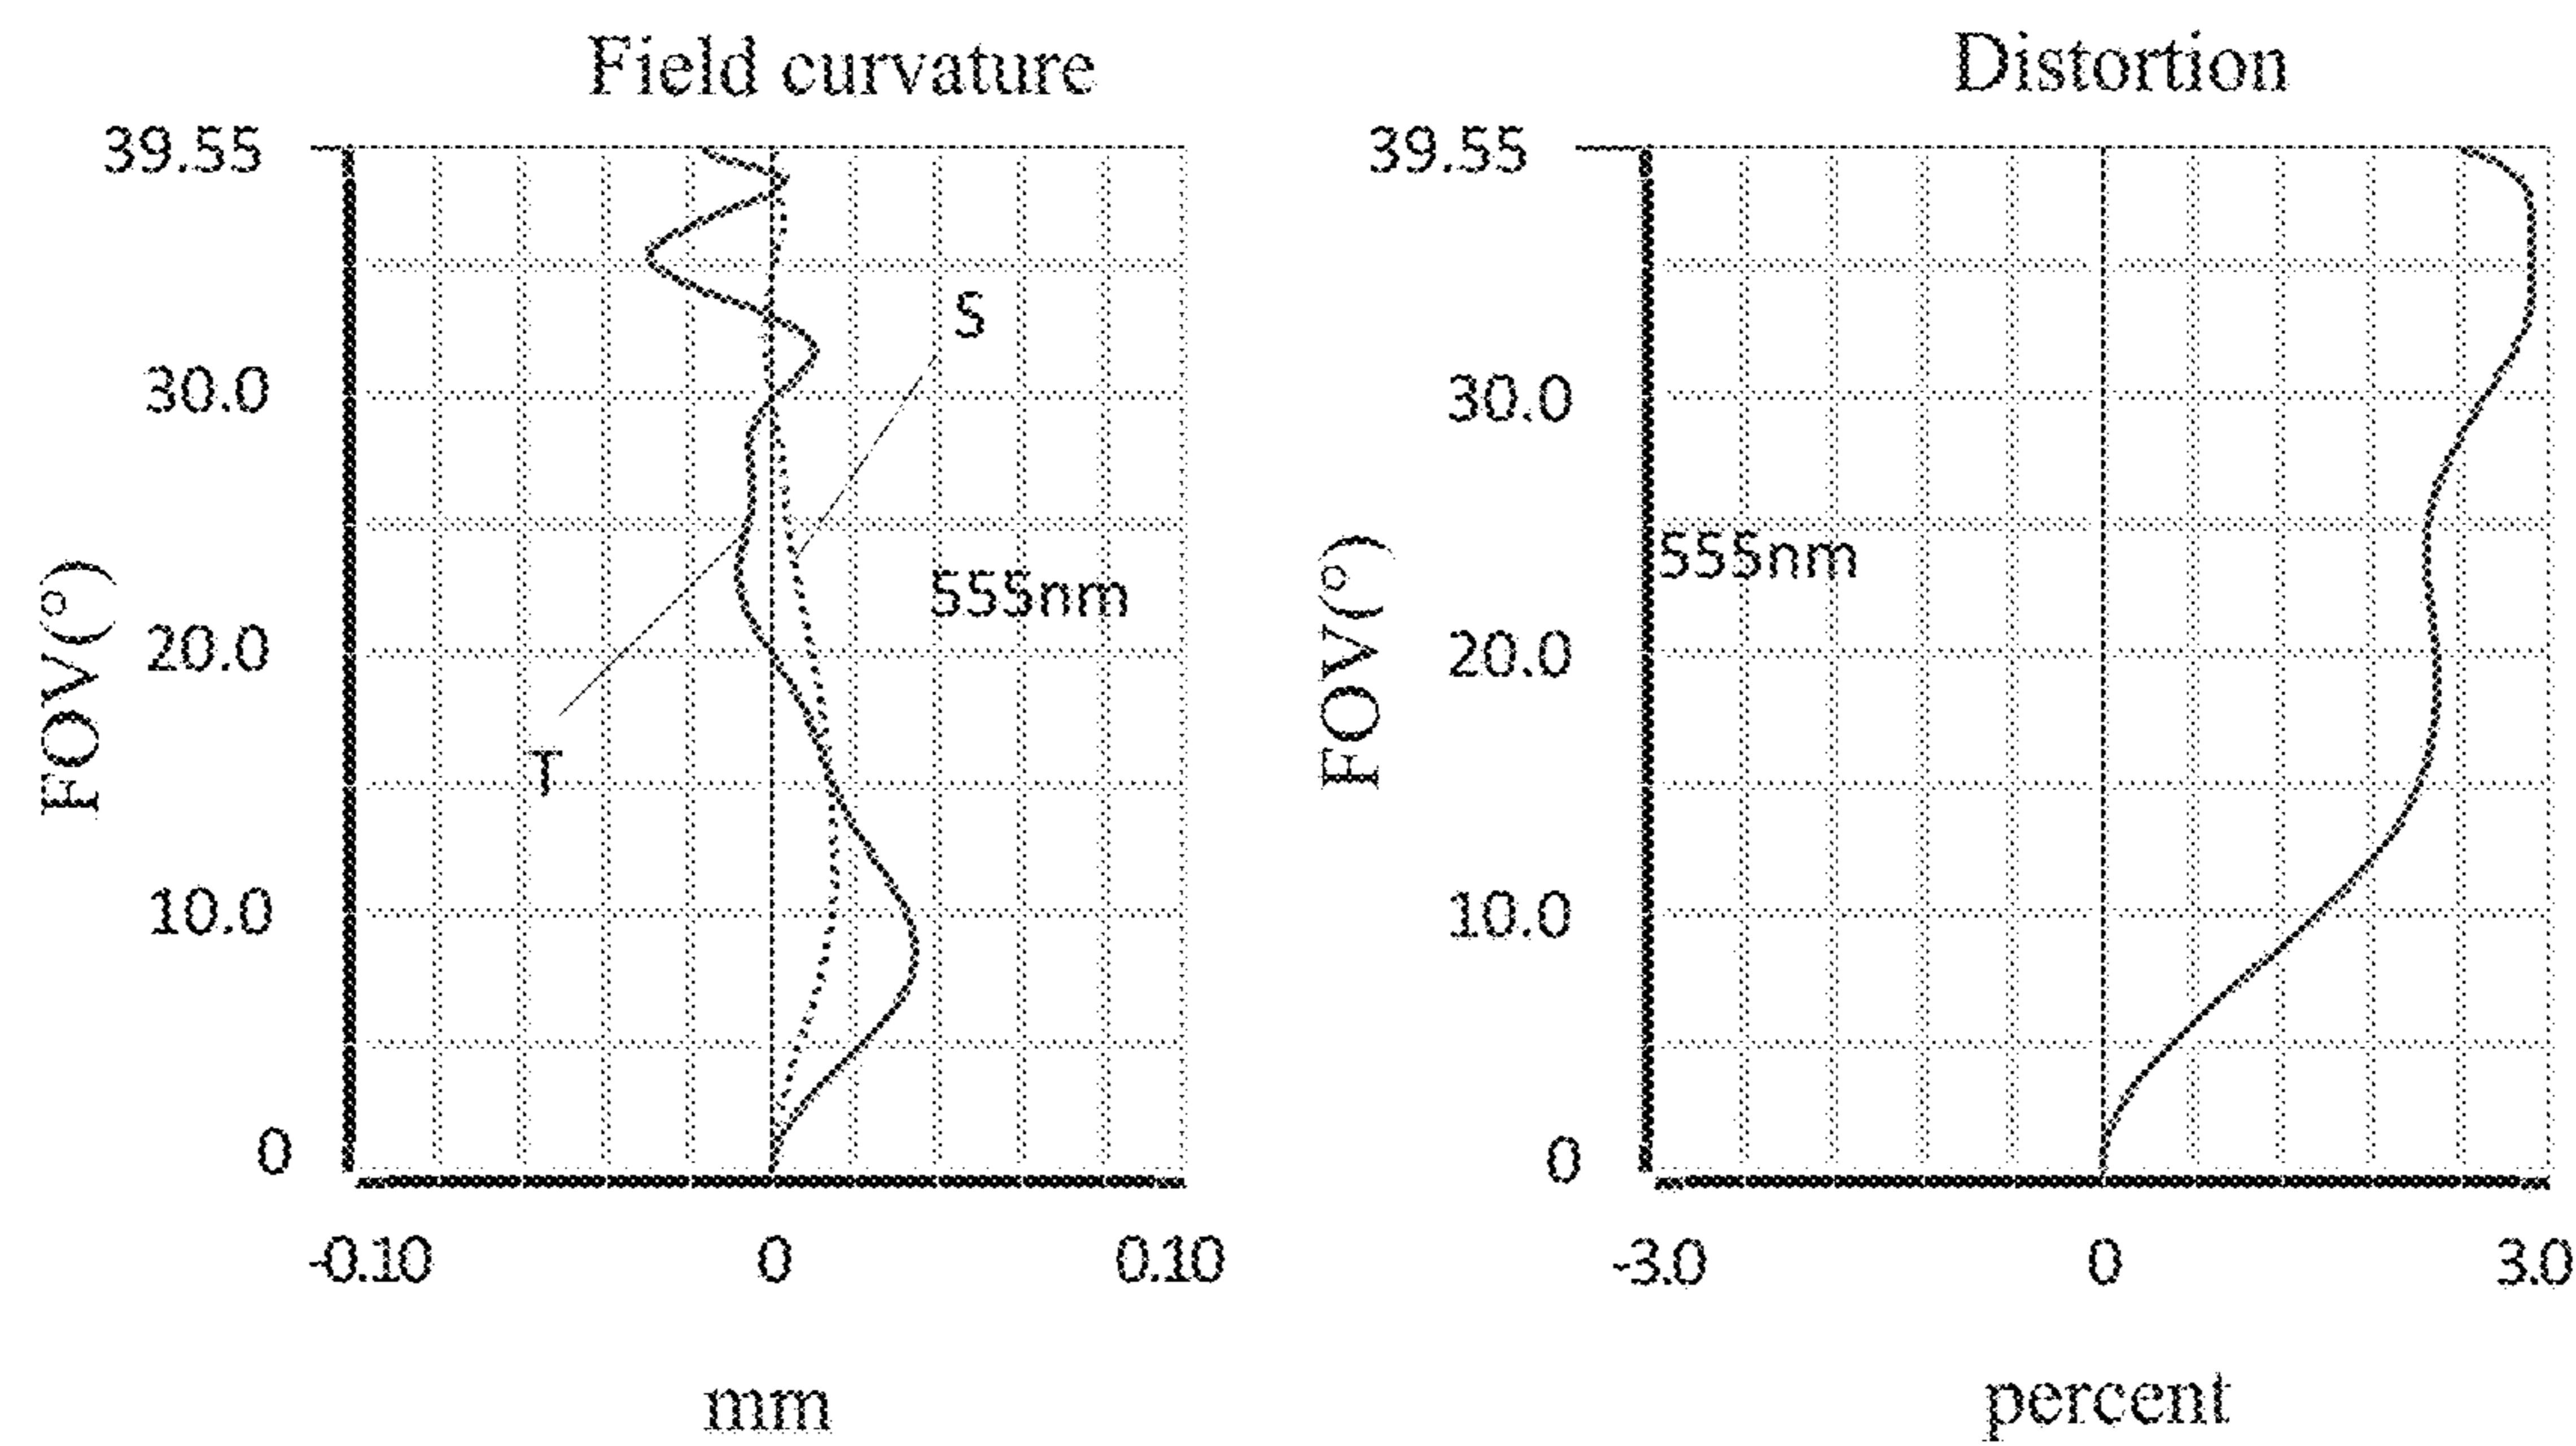 Field curvature
39.55
30.0
20.0
10.0
0
FOV(°)
S
T
555nm
-0.10 0 0.10
mm
Distortion
39.55
30.0
20.0
10.0
0
FOV(°)
555nm
-3.0 0 3.0
percent